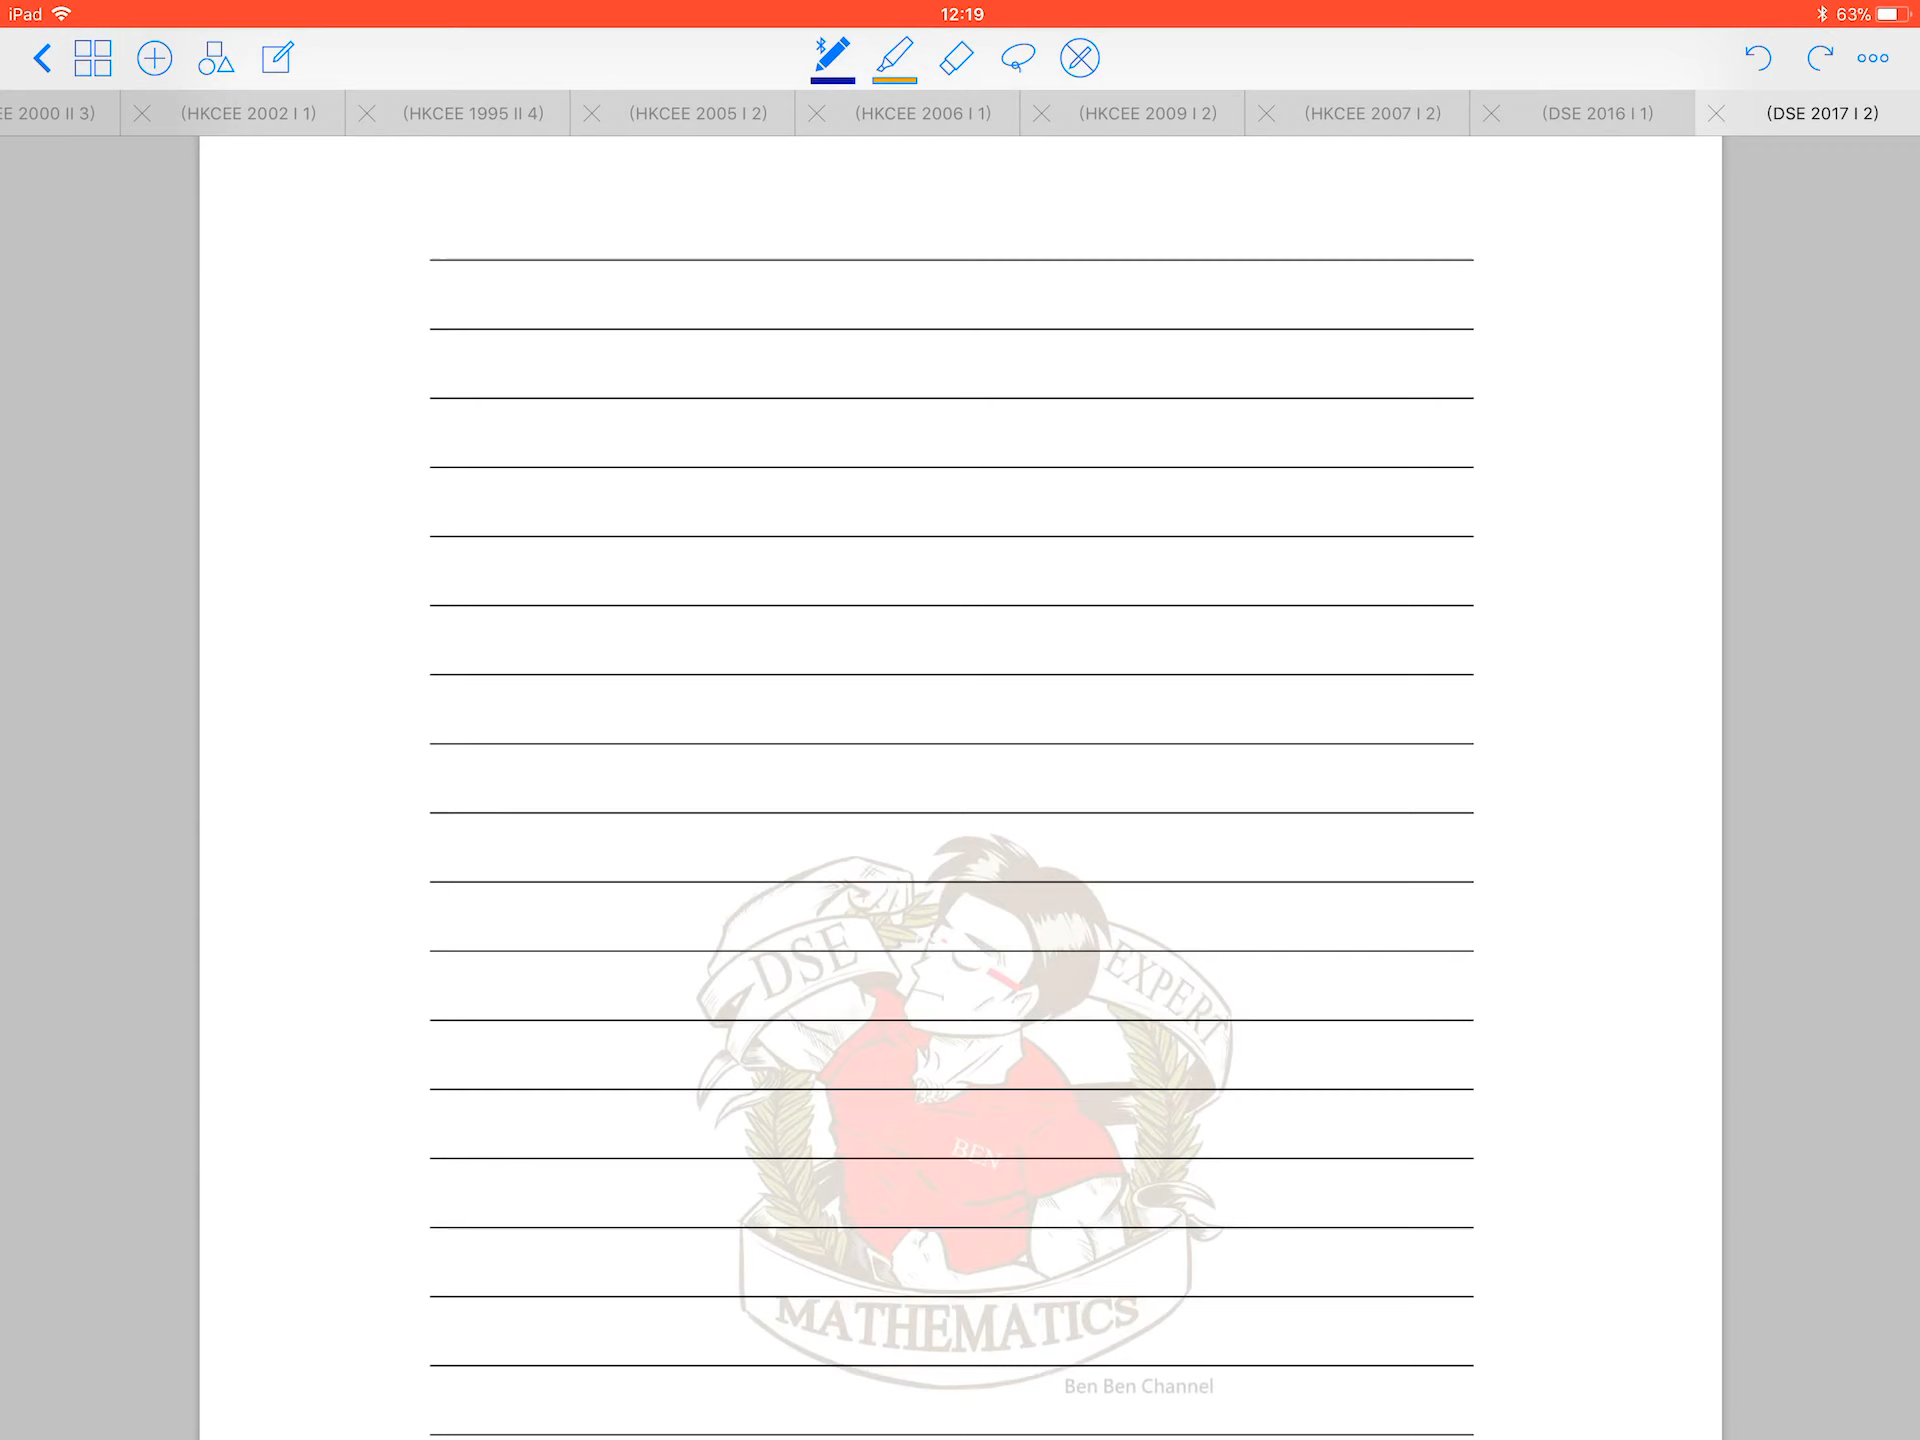 iPad 12:19 63%
EE 2000 II 3) (HKCEE 2002 I 1) (HKCEE 1995 II 4) (HKCEE 2005 I 2) (HKCEE 2006 I 1) (HKCEE 2009 I 2) (HKCEE 2007 I 2) (DSE 2016 I 1) (DSE 2017 I 2)
DSE EXPERT
BEN
MATHEMATICS
Ben Ben Channel